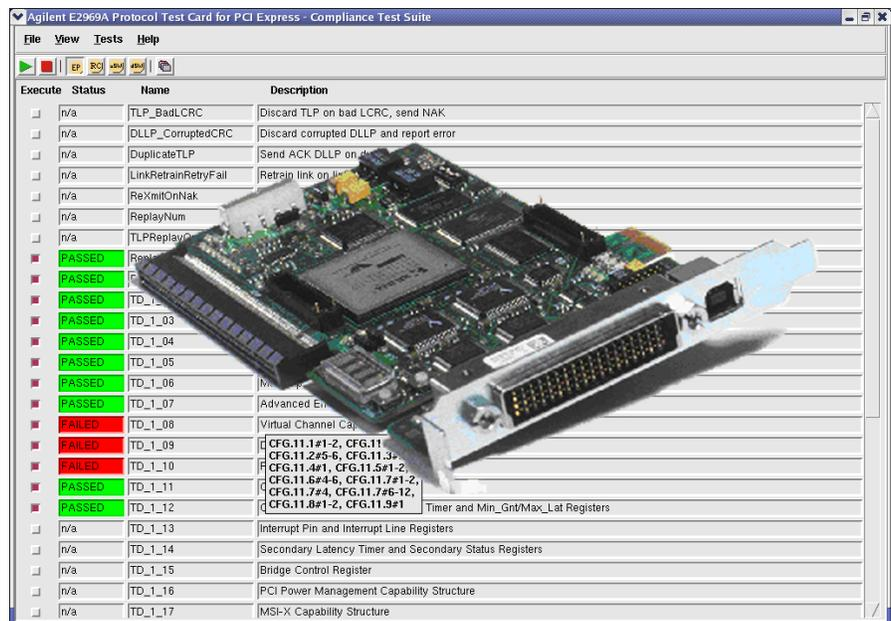 Agilent E2969A Protocol Test Card for PCI Express - Compliance Test Suite
File View Tests Help
EP RC
Execute Status Name Description
n/a TLP_BadLCRC Discard TLP on bad LCRC, send NAK
n/a DLLP_CorruptedCRC Discard corrupted DLLP and report error
n/a DuplicateTLP Send ACK DLLP on
n/a LinkRetrainRetryFail Retrain link on
n/a ReXmitOnNak
n/a ReplayNum
n/a
PASSED
PASSED
PASSED
PASSED TD_1_03
PASSED TD_1_04
PASSED TD_1_05
PASSED TD_1_06
PASSED TD_1_07 Advanced
FAILED TD_1_08 Virtual Channel
FAILED TD_1_09
FAILED TD_1_10
PASSED TD_1_11
PASSED TD_1_12 Timer and Min_Gnt/Max_Lat Registers
CFG.11.1#1-2,
CFG.11.2#5-6,
CFG.11.4#1, CFG.11.5#1-2,
CFG.11.6#4-6, CFG.11.7#1-2,
CFG.11.7#4, CFG.11.7#6-12,
CFG.11.8#1-2, CFG.11.9#1
n/a TD_1_13 Interrupt Pin and Interrupt Line Registers
n/a TD_1_14 Secondary Latency Timer and Secondary Status Registers
n/a TD_1_15 Bridge Control Register
n/a TD_1_16 PCI Power Management Capability Structure
n/a TD_1_17 MSI-X Capability Structure